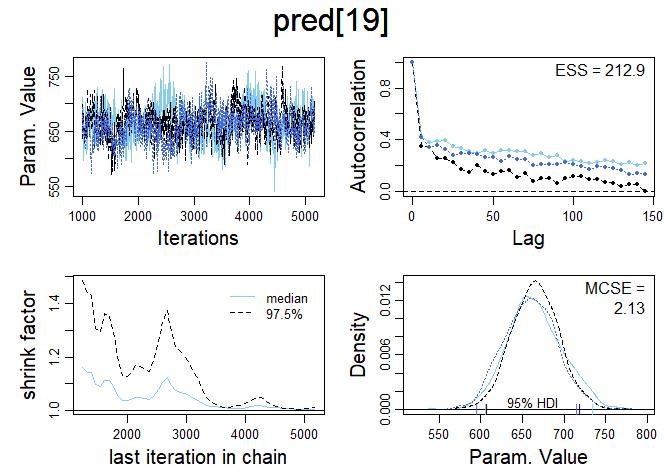 pred[19]
Param. Value
550
650
750
1000
2000
3000
4000
5000
Iterations
Autocorrelation
0.0
0.4
0.8
ESS = 212.9
0
50
100
150
Lag
shrink factor
1.0
1.2
1.4
median
97.5%
2000
3000
4000
5000
last iteration in chain
Density
0.000
0.006
0.012
MCSE =
2.13
95% HDI
550
600
650
700
750
800
Param. Value